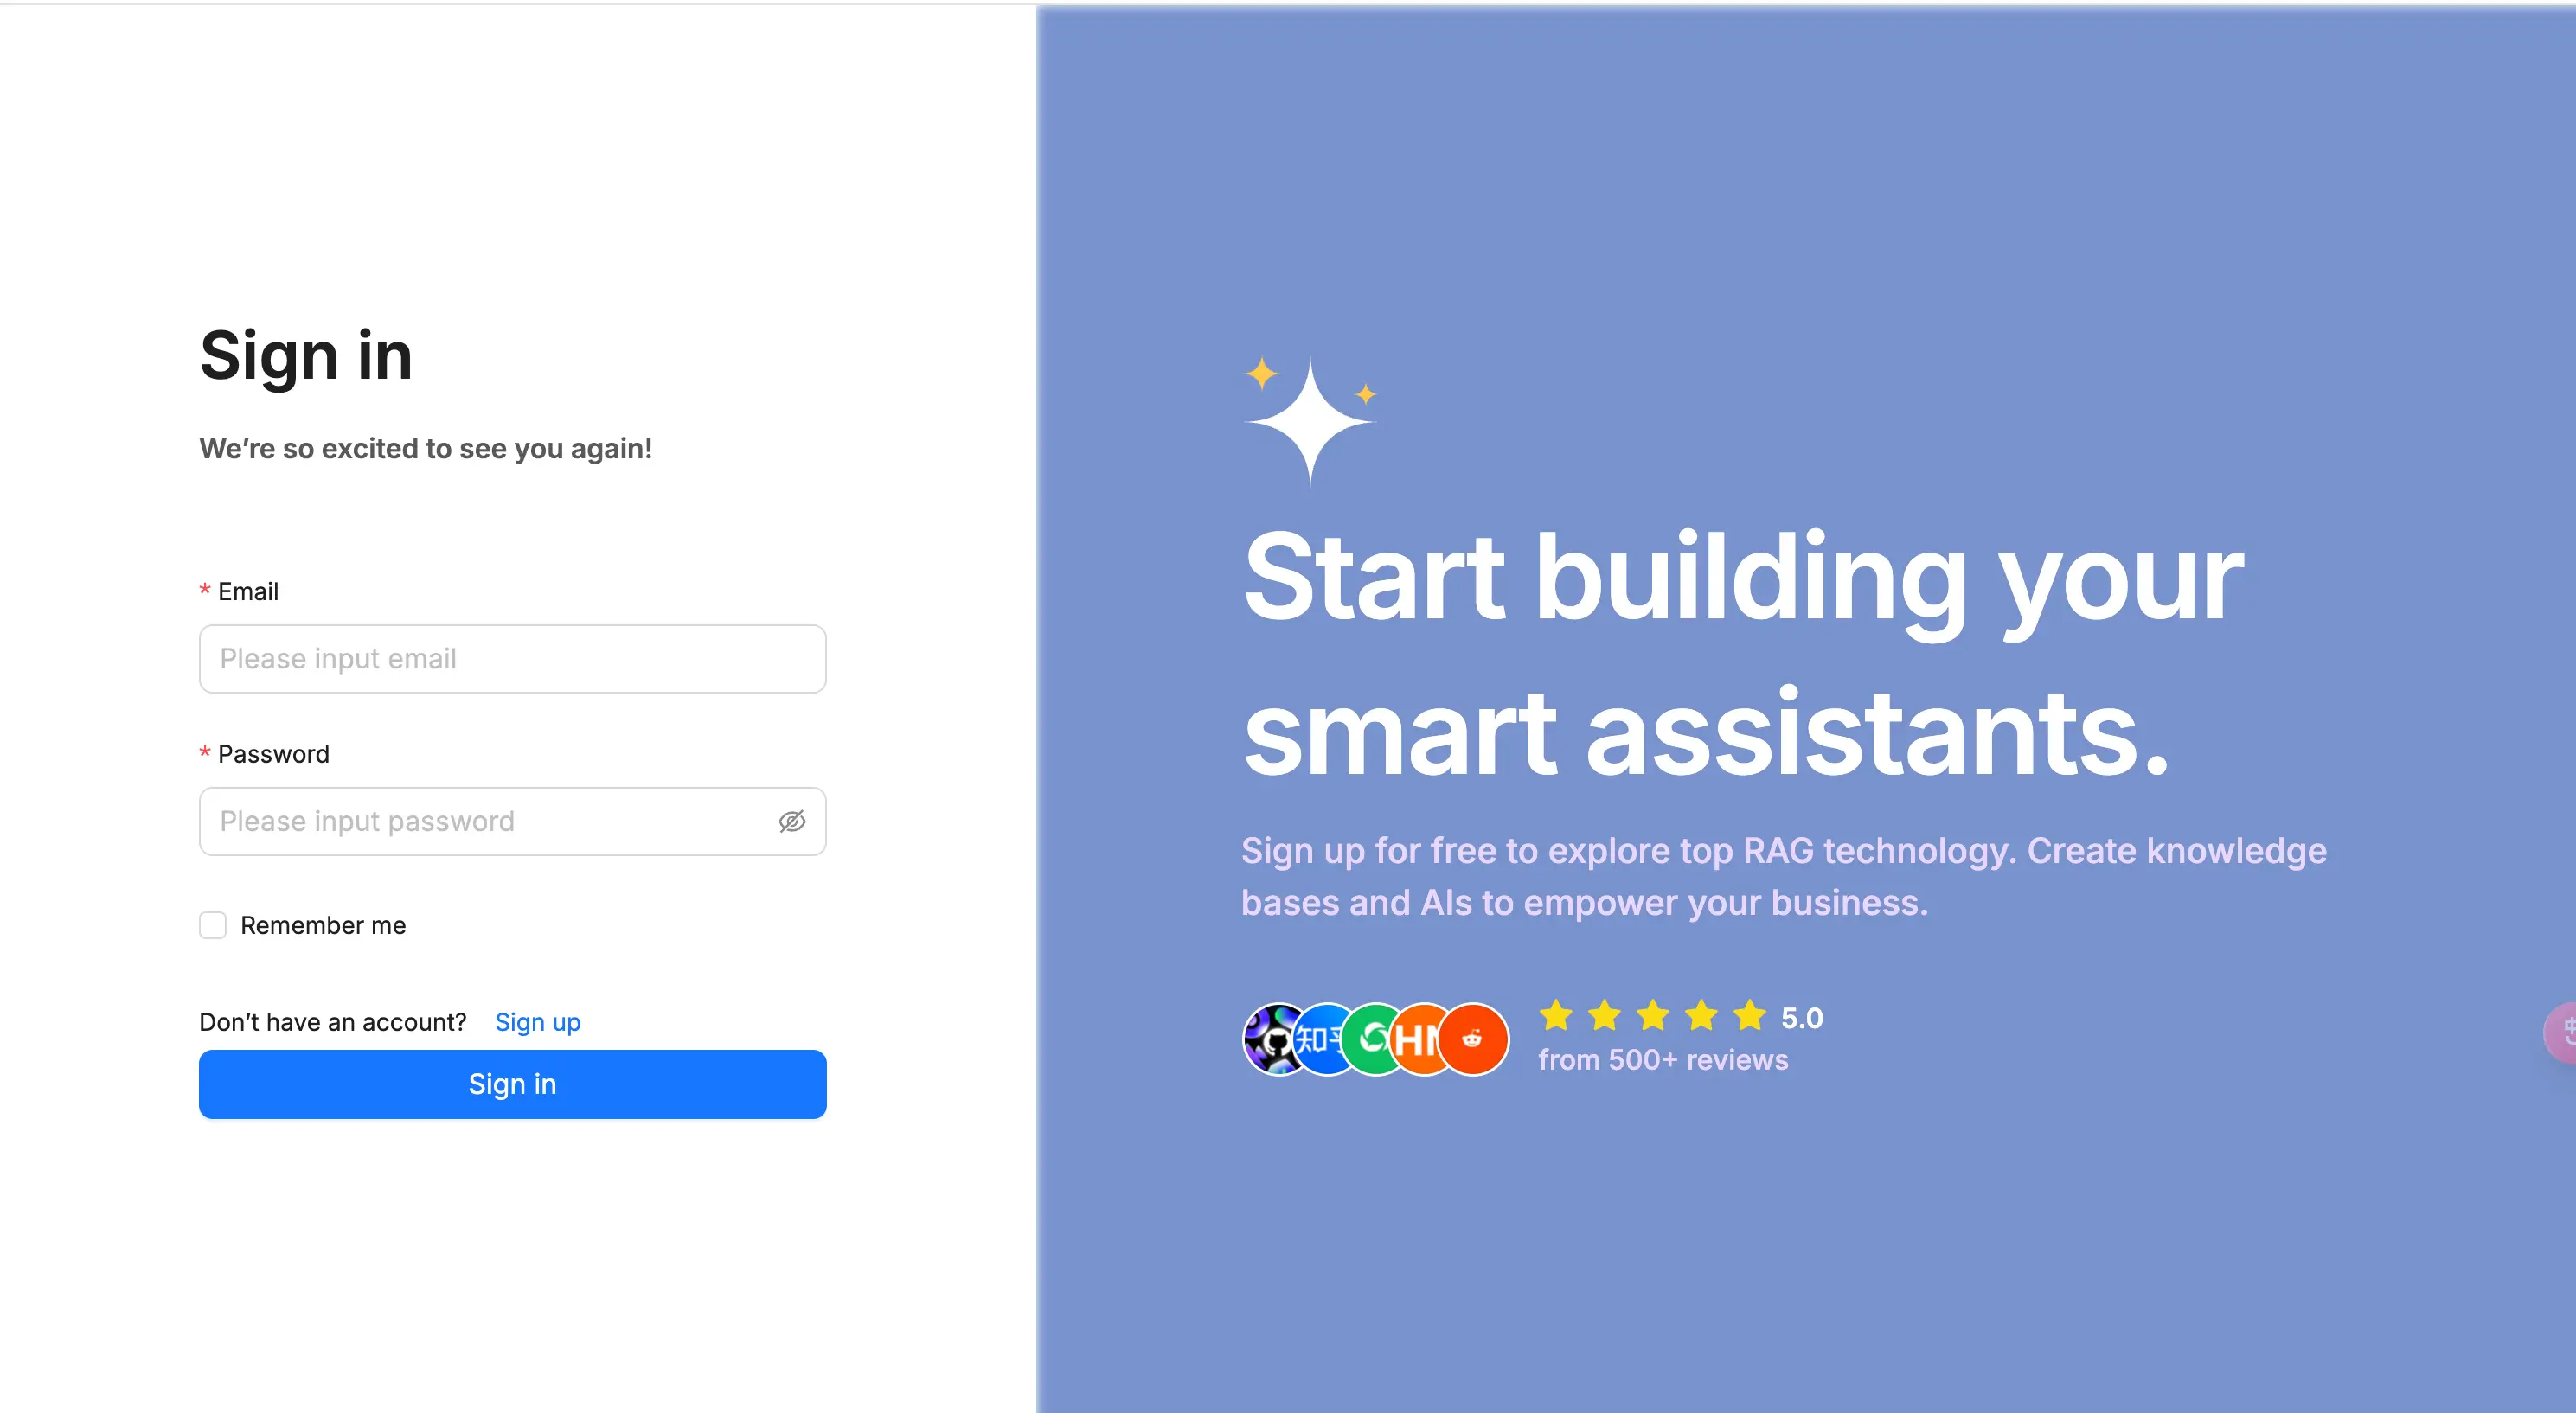 Sign in
We’re so excited to see you again!
* Email
Please input email
* Password
Please input password
Remember me
Don’t have an account? Sign up
Sign in
Start building your
smart assistants.
Sign up for free to explore top RAG technology. Create knowledge
bases and AIs to empower your business.
知乎
HN
5.0
from 500+ reviews